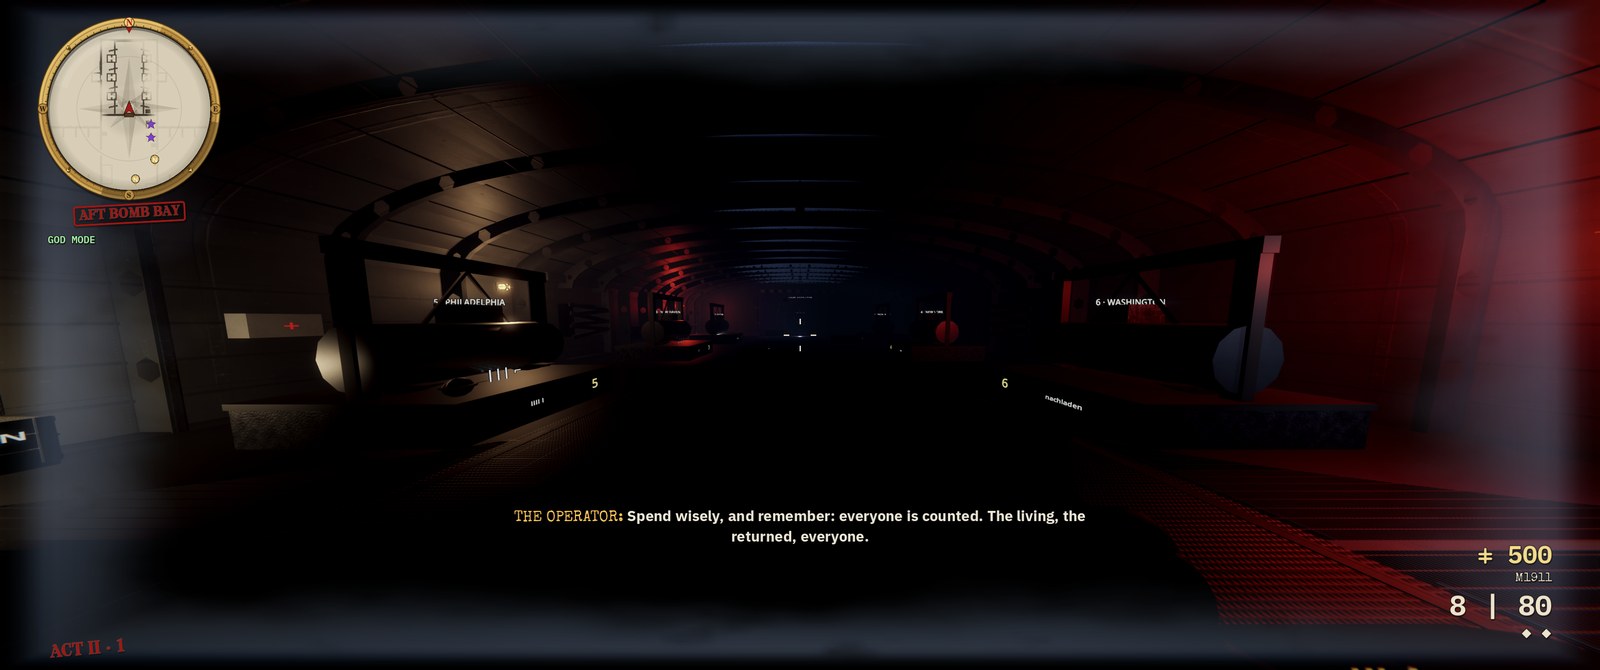 N
W
E
S
AFT BOMB BAY
GOD MODE
5 · PHILADELPHIA
6 · WASHINGTON
5
6
nachladen
N
THE OPERATOR: Spend wisely, and remember: everyone is counted. The living, the
returned, everyone.
500
M1911
8 | 80
ACT II - 1